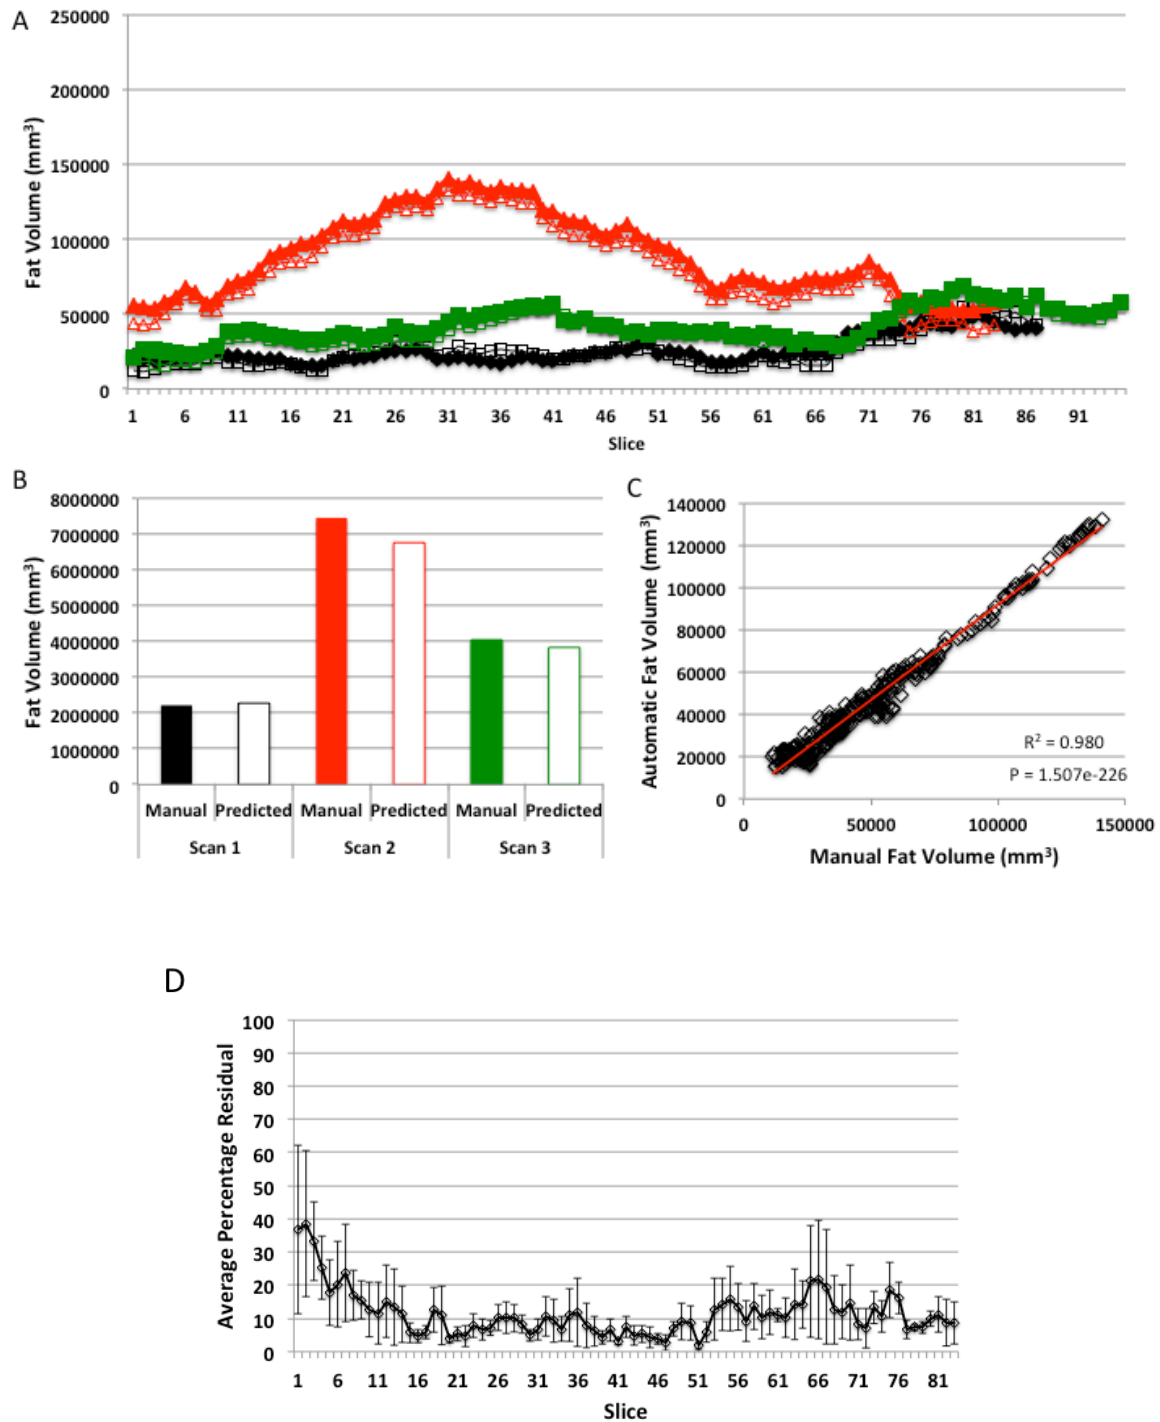 A
250000
200000
150000
100000
50000
0
Fat Volume (mm³)
1 6 11 16 21 26 31 36 41 46 51 56 61 66 71 76 81 86 91
Slice
B
8000000
7000000
6000000
5000000
4000000
3000000
2000000
1000000
0
Fat Volume (mm³)
Manual Predicted Manual Predicted Manual Predicted
Scan 1 Scan 2 Scan 3
C
140000
120000
100000
80000
60000
40000
20000
0
Automatic Fat Volume (mm³)
R² = 0.980
P = 1.507e-226
0 50000 100000 150000
Manual Fat Volume (mm³)
D
100
90
80
70
60
50
40
30
20
10
0
Average Percentage Residual
1 6 11 16 21 26 31 36 41 46 51 56 61 66 71 76 81
Slice